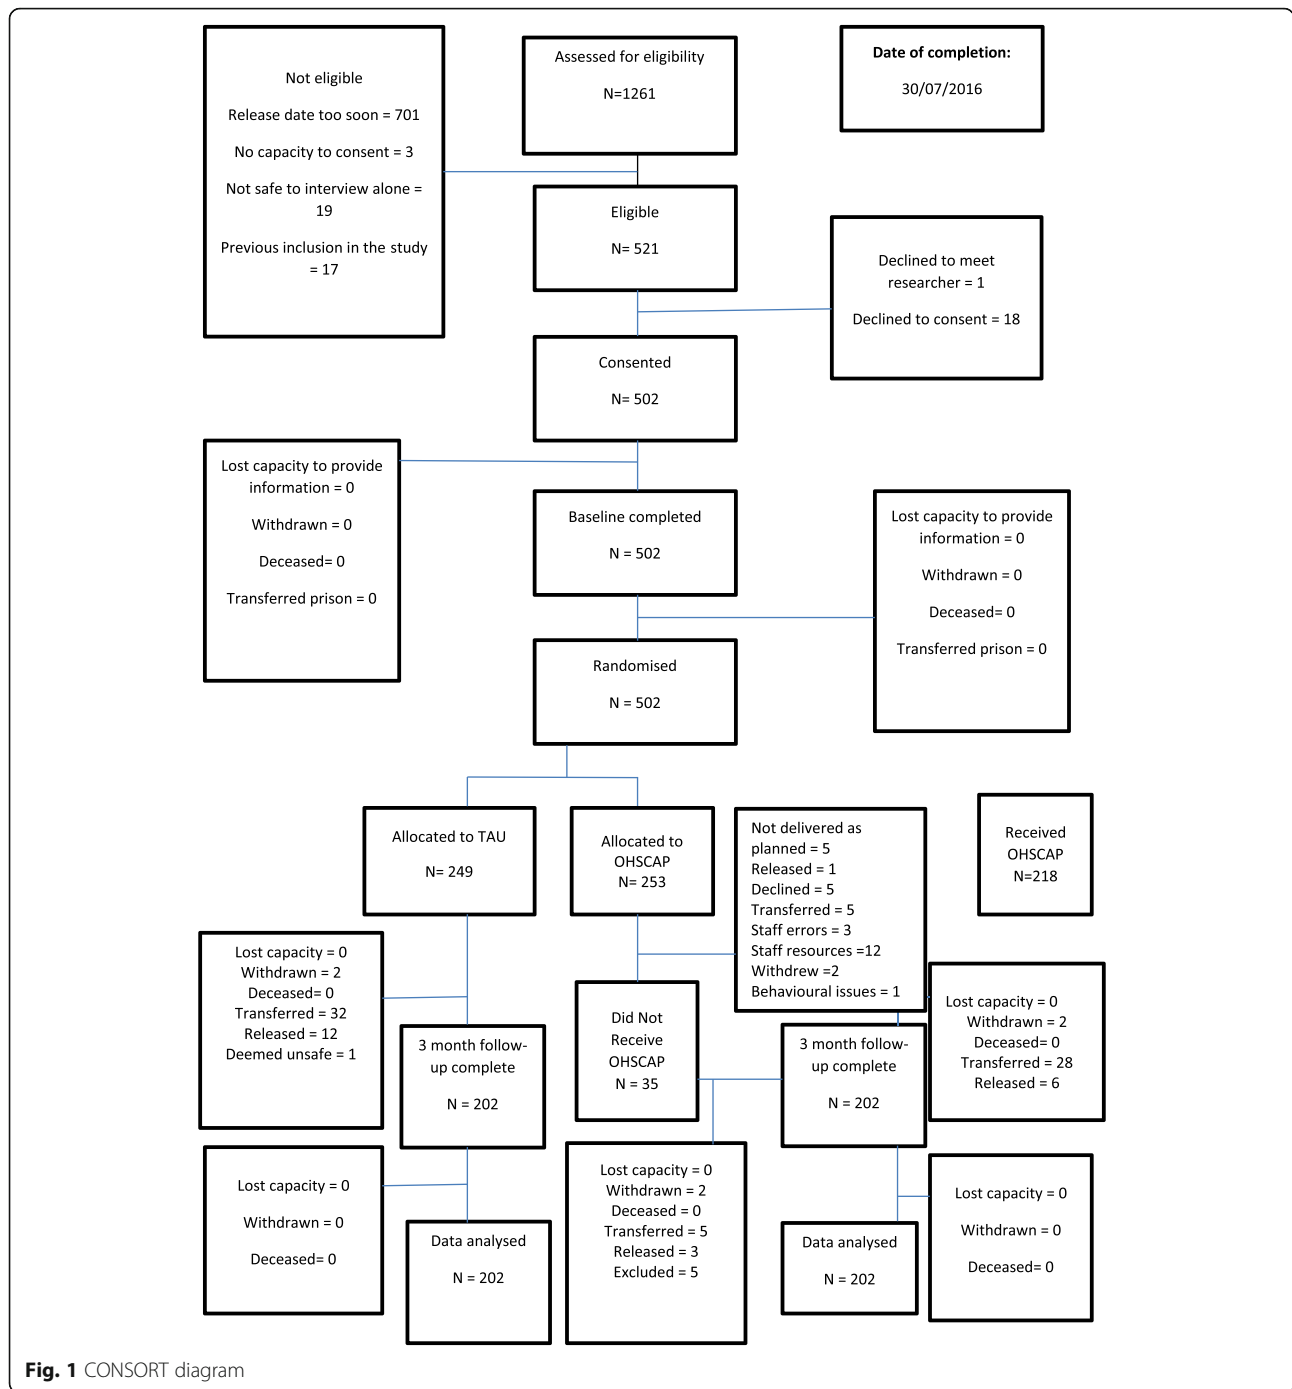 Not eligible
Release date too soon = 701
No capacity to consent = 3
Not safe to interview alone =
19
Previous inclusion in the study
= 17
Assessed for eligibility
N=1261
Date of completion:
30/07/2016
Eligible
N= 521
Declined to meet
researcher = 1
Declined to consent = 18
Consented
N= 502
Lost capacity to provide
information = 0
Withdrawn = 0
Deceased= 0
Transferred prison = 0
Baseline completed
N = 502
Lost capacity to provide
information = 0
Withdrawn = 0
Deceased= 0
Transferred prison = 0
Randomised
N = 502
Allocated to TAU
N= 249
Allocated to
OHSCAP
N= 253
Not delivered as
planned = 5
Released = 1
Declined = 5
Transferred = 5
Staff errors = 3
Staff resources =12
Withdrew =2
Behavioural issues = 1
Received
OHSCAP
N=218
Lost capacity = 0
Withdrawn = 2
Deceased= 0
Transferred = 32
Released = 12
Deemed unsafe = 1
3 month follow-
up complete
N = 202
Did Not
Receive
OHSCAP
N = 35
3 month follow-
up complete
N = 202
Lost capacity = 0
Withdrawn = 2
Deceased= 0
Transferred = 28
Released = 6
Lost capacity = 0
Withdrawn = 0
Deceased= 0
Data analysed
N = 202
Lost capacity = 0
Withdrawn = 2
Deceased = 0
Transferred = 5
Released = 3
Excluded = 5
Data analysed
N = 202
Lost capacity = 0
Withdrawn = 0
Deceased= 0
Fig. 1 CONSORT diagram